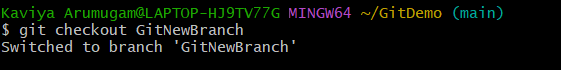 Kaviya Arumugam@LAPTOP-HJ9TV77G MINGW64 ~/GitDemo (main)
$ git checkout GitNewBranch
Switched to branch 'GitNewBranch'